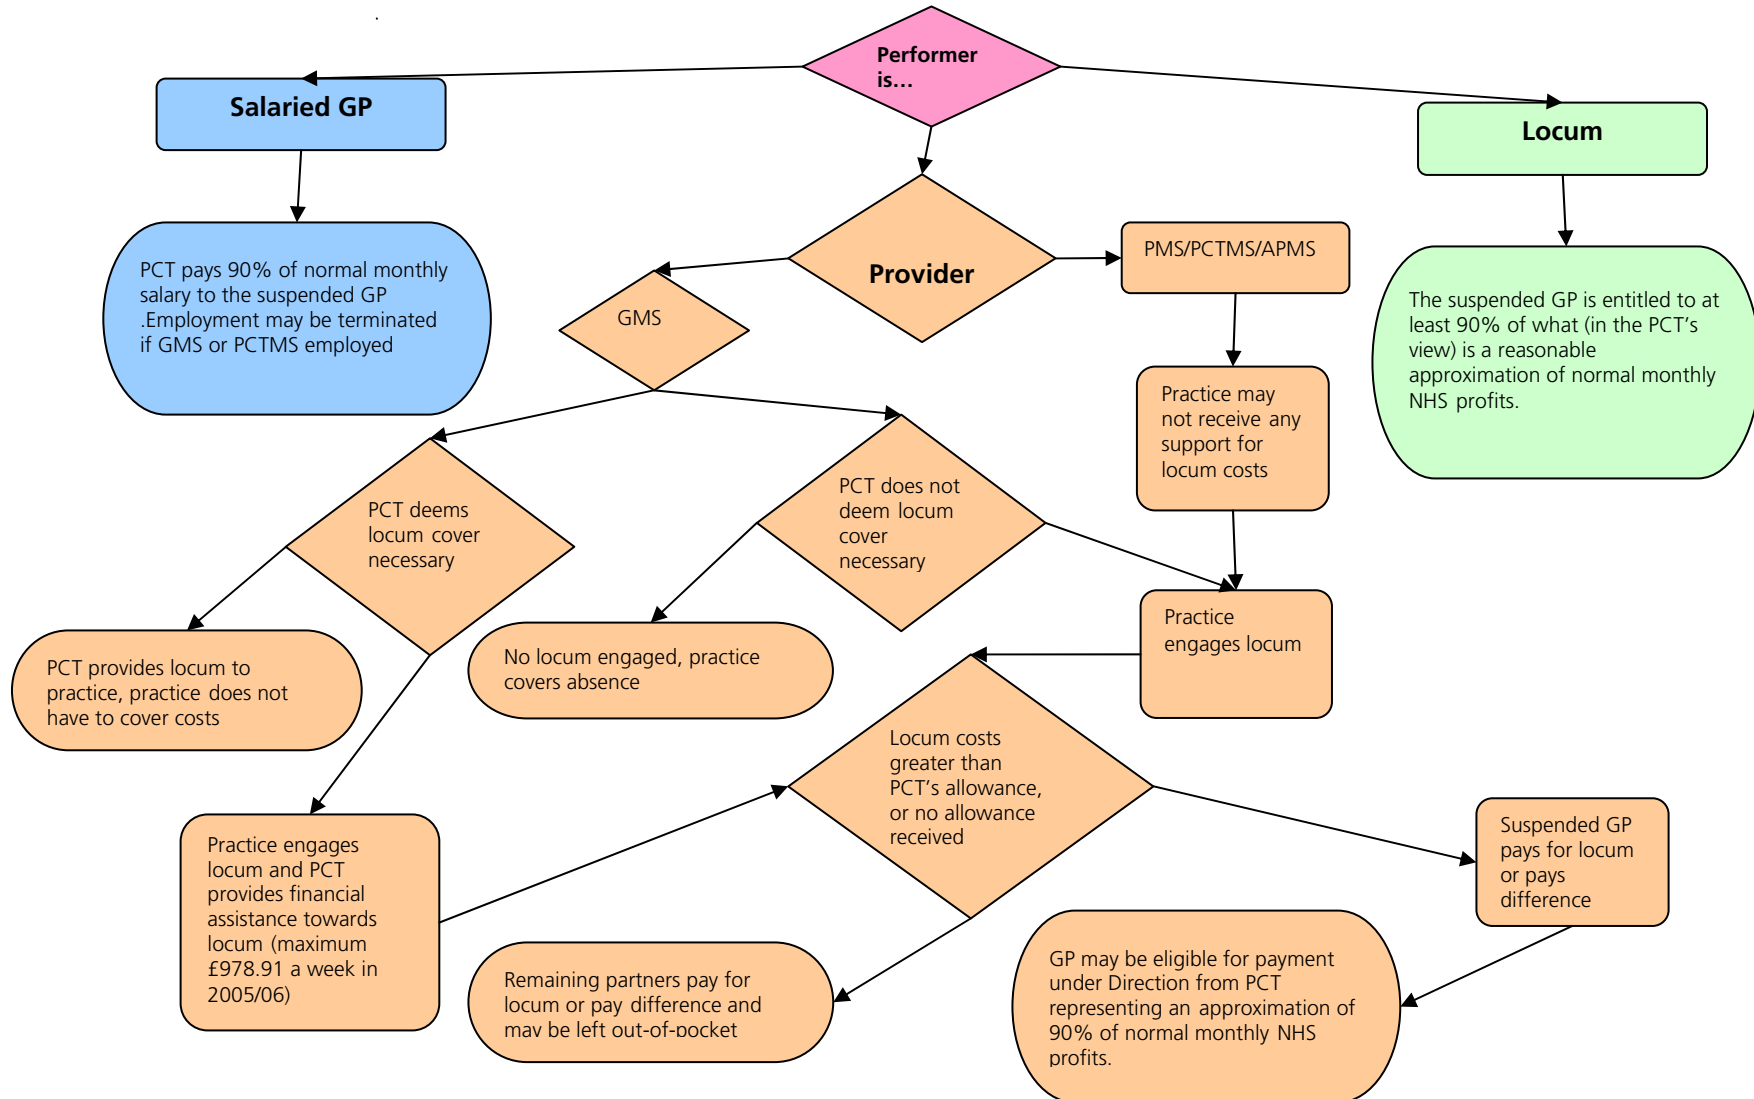 Performer
is...
Salaried GP
Locum
PCT pays 90% of normal monthly
salary to the suspended GP
.Employment may be terminated
if GMS or PCTMS employed
Provider
PMS/PCTMS/APMS
GMS
The suspended GP is entitled to at
least 90% of what (in the PCT's
view) is a reasonable
approximation of normal monthly
NHS profits.
Practice may
not receive any
support for
locum costs
PCT deems
locum cover
necessary
PCT does not
deem locum
cover
necessary
Practice
engages locum
PCT provides locum to
practice, practice does not
have to cover costs
No locum engaged, practice
covers absence
Locum costs
greater than
PCT's allowance,
or no allowance
received
Practice engages
locum and PCT
provides financial
assistance towards
locum (maximum
£978.91 a week in
2005/06)
Suspended GP
pays for locum
or pays
difference
Remaining partners pay for
locum or pay difference and
may be left out-of-pocket
GP may be eligible for payment
under Direction from PCT
representing an approximation of
90% of normal monthly NHS
profits.